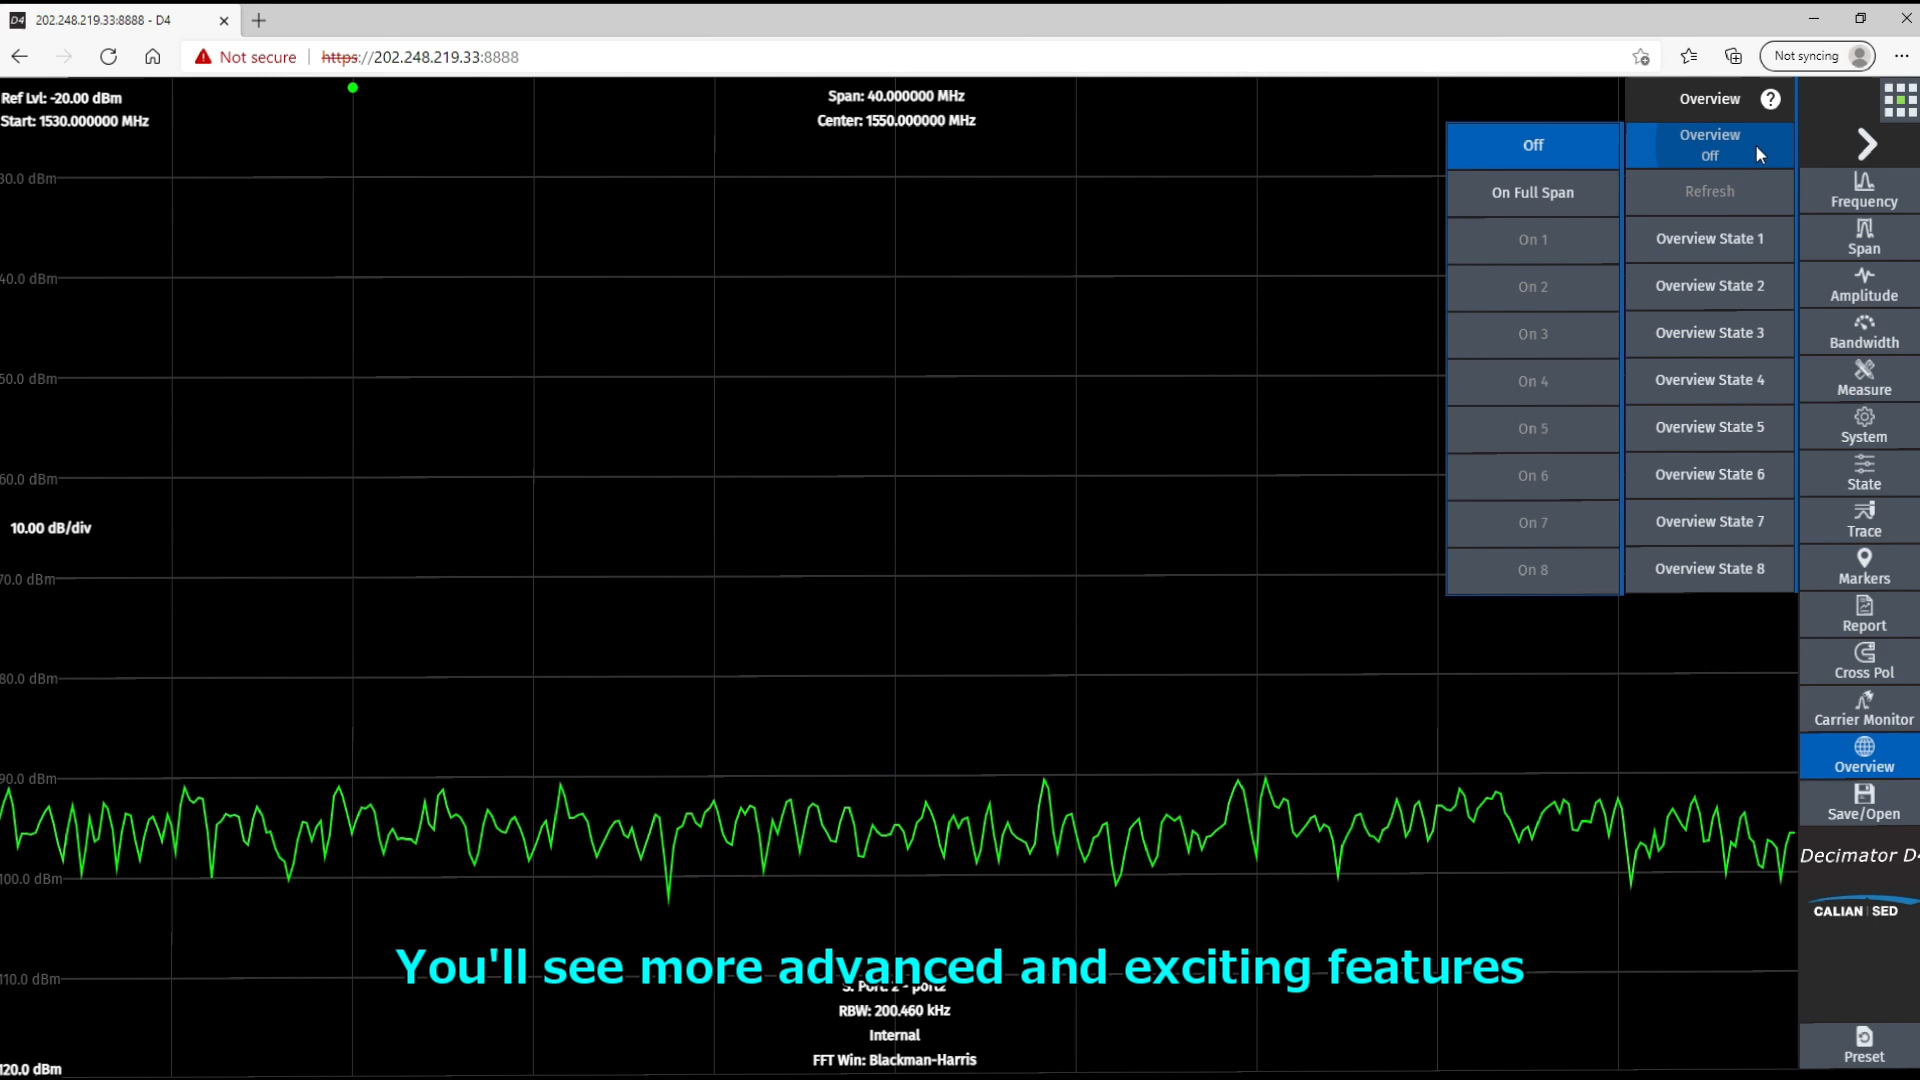 D4 202.248.219.33:8888 - D4
Not secure https://202.248.219.33:8888 Not syncing
Ref Lvl: -20.00 dBm
Start: 1530.000000 MHz
Span: 40.000000 MHz
Center: 1550.000000 MHz
30.0 dBm
40.0 dBm
50.0 dBm
60.0 dBm
10.00 dB/div
70.0 dBm
80.0 dBm
90.0 dBm
100.0 dBm
110.0 dBm
120.0 dBm
Off
On Full Span
On 1
On 2
On 3
On 4
On 5
On 6
On 7
On 8
Overview ?
Overview
Off
Refresh
Overview State 1
Overview State 2
Overview State 3
Overview State 4
Overview State 5
Overview State 6
Overview State 7
Overview State 8
Frequency
Span
Amplitude
Bandwidth
Measure
System
State
Trace
Markers
Report
Cross Pol
Carrier Monitor
Overview
Save/Open
Decimator
CALIAN | SED
Preset
You'll see more advanced and exciting features
RBW: 200.460 kHz
Internal
FFT Win: Blackman-Harris